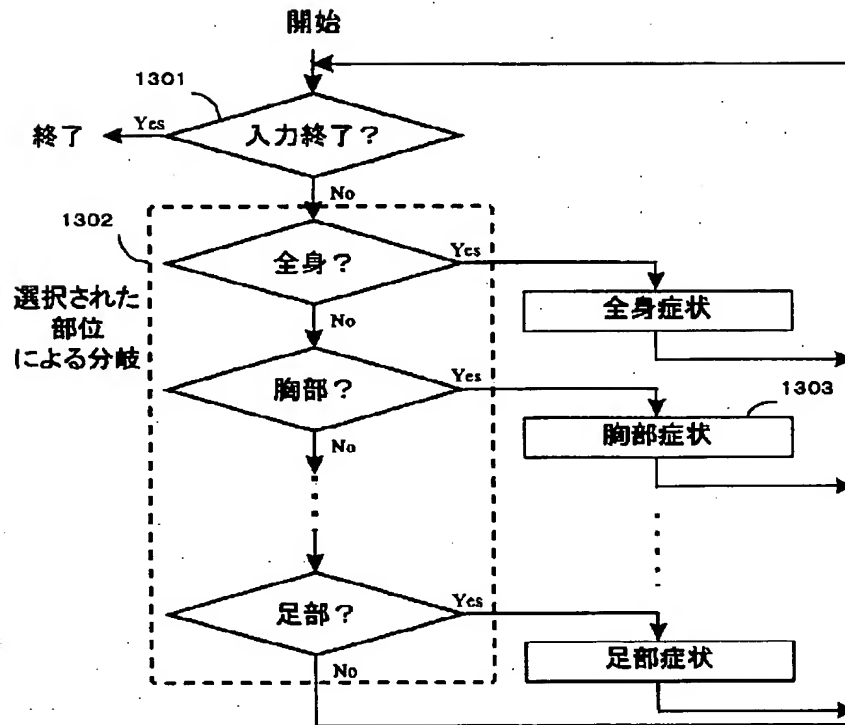 開始
1301
終了
Yes
入力終了?
No
1302
選択された
部位
による分岐
全身?
Yes
全身症状
No
胸部?
Yes
1303
胸部症状
No
足部?
Yes
足部症状
No